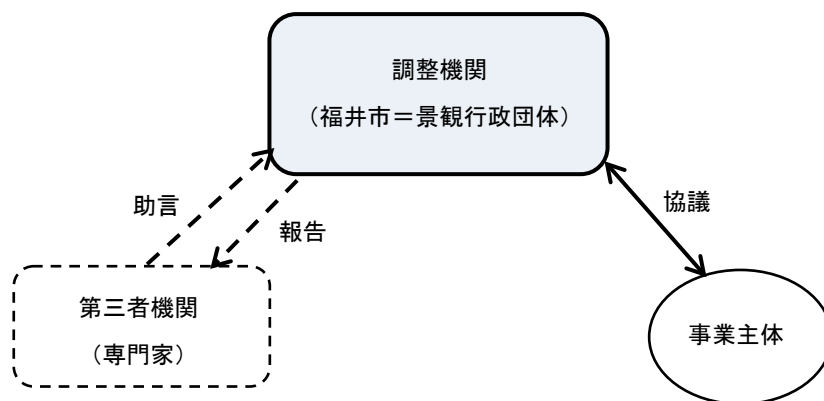 調整機関
（福井市＝景観行政団体）
助言
報告
協議
第三者機関
（専門家）
事業主体